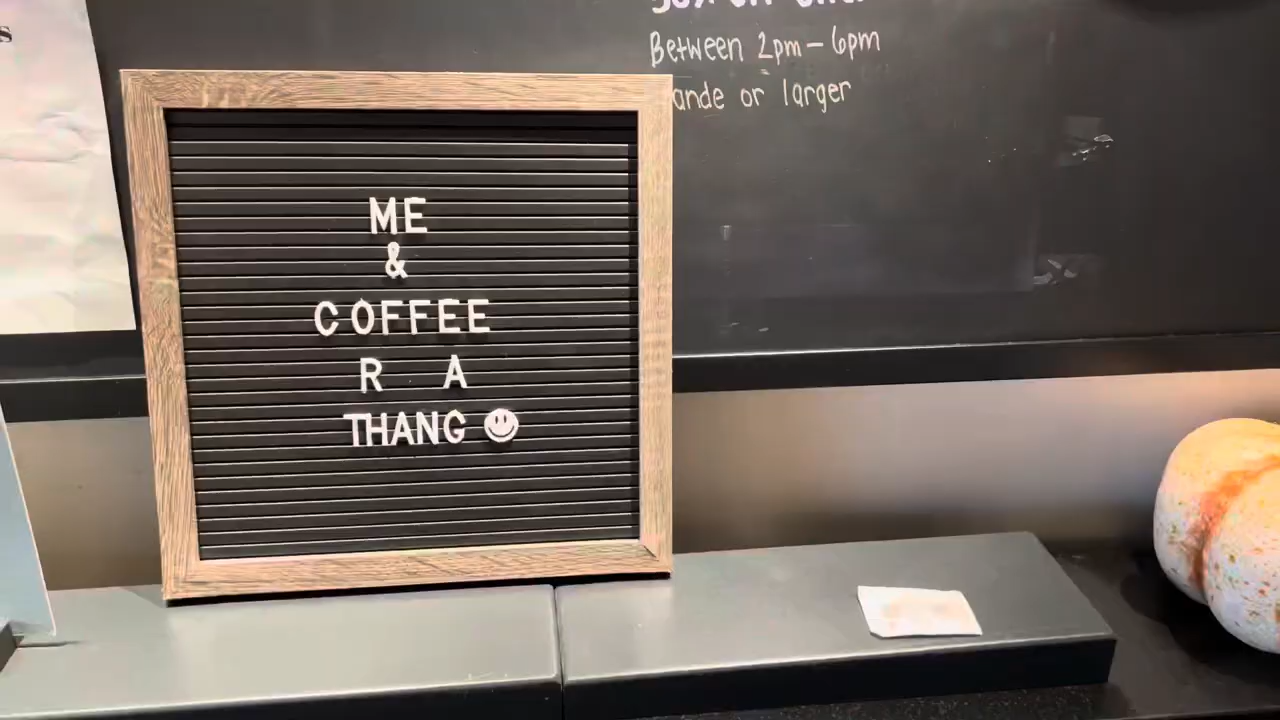 ME
&
COFFEE
R A
THANG ☺
Between 2pm - 6pm
ande or larger